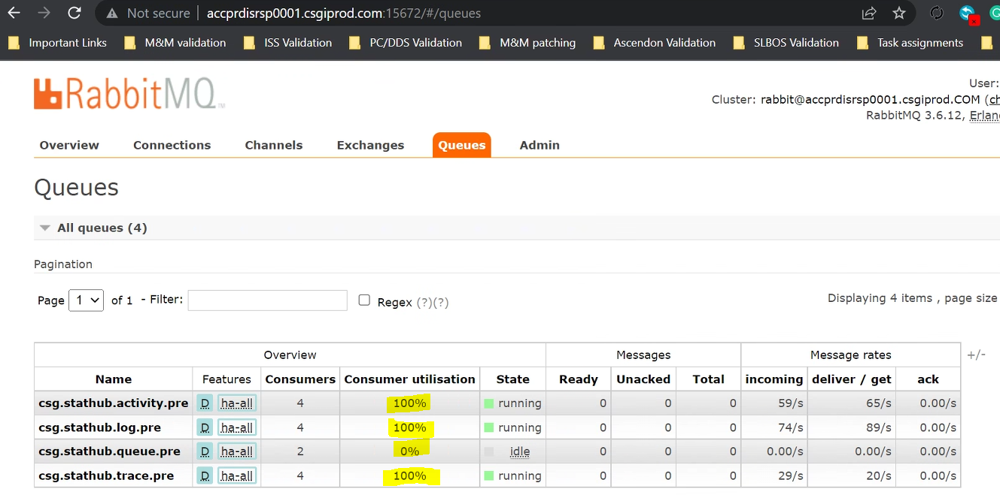 Not secure | accprdisrsp0001.csgiprod.com:15672/#/queues
Important Links M&M validation ISS Validation PC/DDS Validation M&M patching Ascendon Validation SLBOS Validation Task assignments
RabbitMQ TM
User:
Cluster: rabbit@accprdisrsp0001.csgiprod.COM (ch
RabbitMQ 3.6.12, Erlan
Overview Connections Channels Exchanges Queues Admin
Queues
All queues (4)
Pagination
Page 1 of 1 - Filter: Regex (?)(?) Displaying 4 items , page size
Overview Messages Message rates +/-
Name Features Consumers Consumer utilisation State Ready Unacked Total incoming deliver / get ack
csg.stathub.activity.pre D ha-all 4 100% running 0 0 0 59/s 65/s 0.00/s
csg.stathub.log.pre D ha-all 4 100% running 0 0 0 74/s 89/s 0.00/s
csg.stathub.queue.pre D ha-all 2 0% idle 0 0 0 0.00/s 0.00/s 0.00/s
csg.stathub.trace.pre D ha-all 4 100% running 0 0 0 29/s 20/s 0.00/s